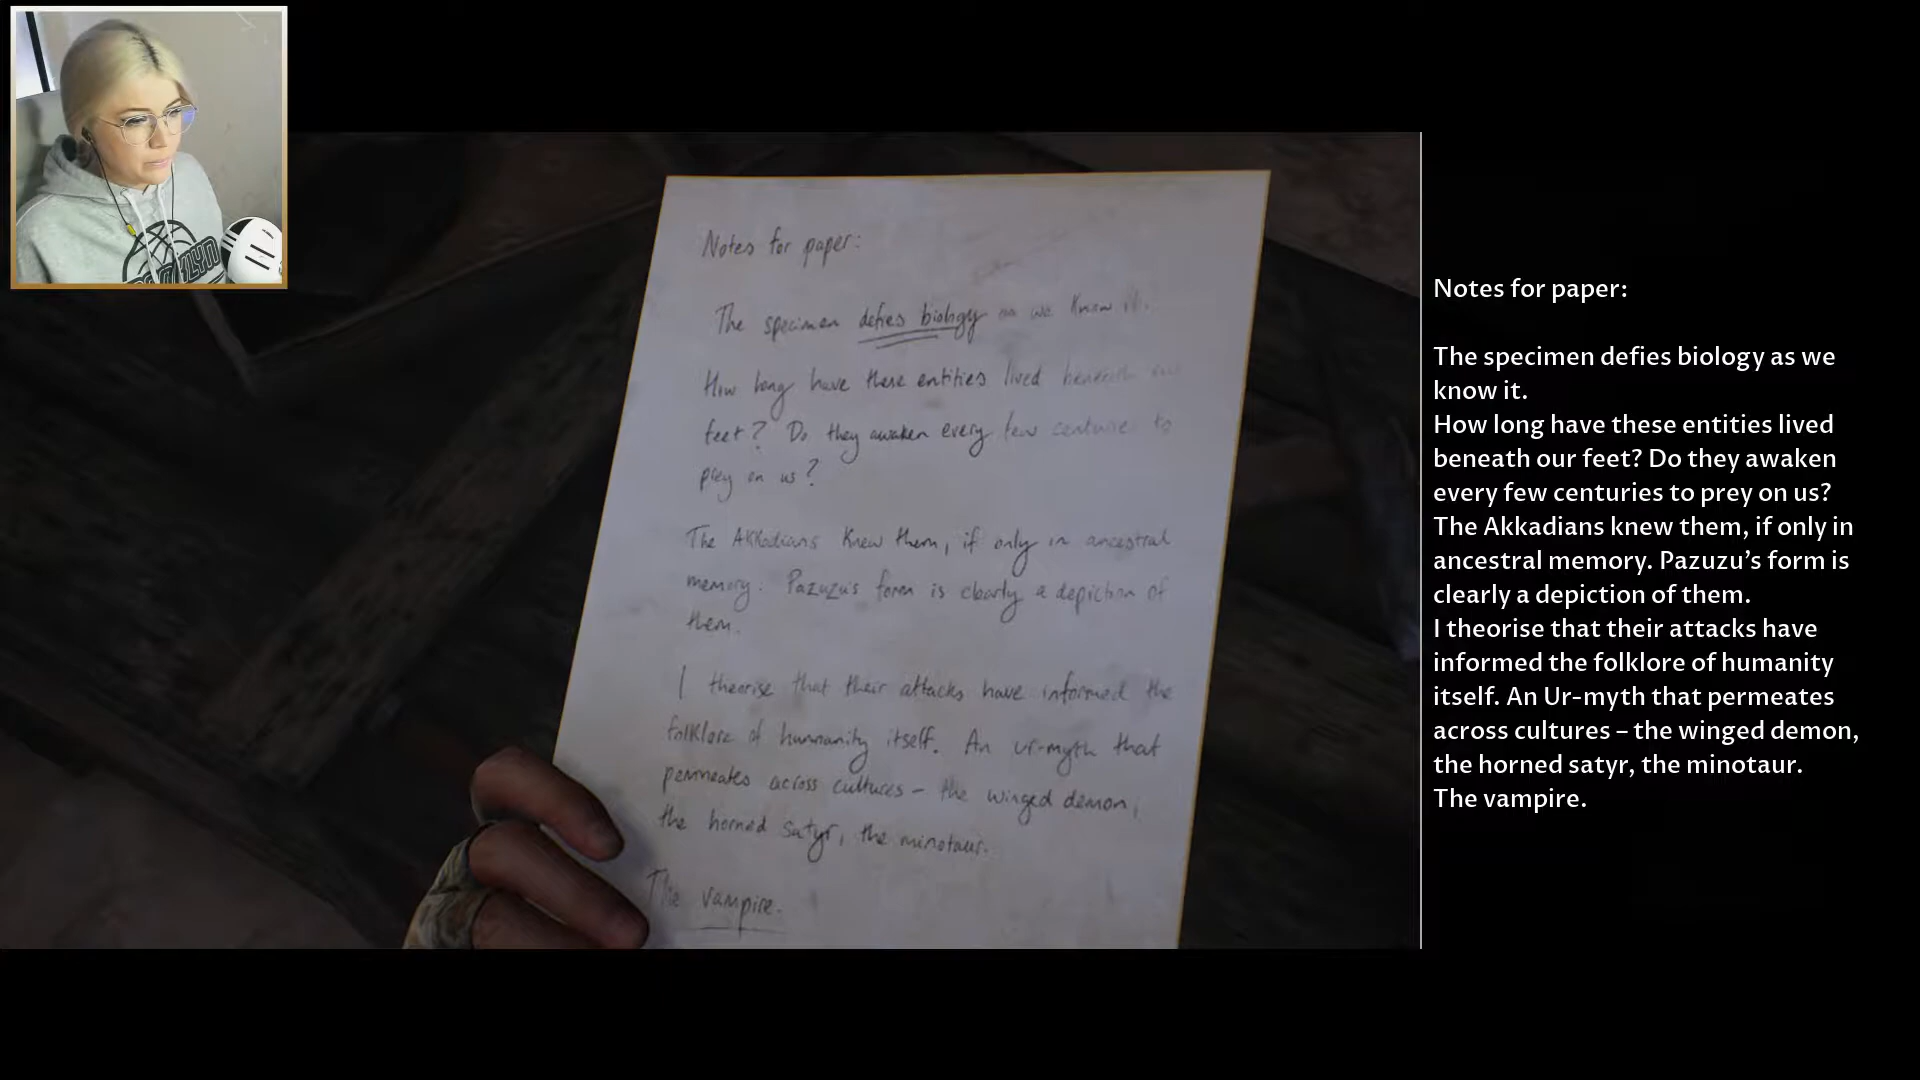 Notes for paper:
The specimen defies biology as we know it.
How long have these entities lived beneath our
feet? Do they awaken every few centuries to
prey on us?
The Akkadians knew them, if only in ancestral
memory. Pazuzu's form is clearly a depiction of
them.
I theorise that their attacks have informed the
folklore of humanity itself. An ur-myth that
permeates across cultures – the winged demon,
the horned satyr, the minotaur.
The vampire.
Notes for paper:
The specimen defies biology as we
know it.
How long have these entities lived
beneath our feet? Do they awaken
every few centuries to prey on us?
The Akkadians knew them, if only in
ancestral memory. Pazuzu’s form is
clearly a depiction of them.
I theorise that their attacks have
informed the folklore of humanity
itself. An Ur-myth that permeates
across cultures – the winged demon,
the horned satyr, the minotaur.
The vampire.